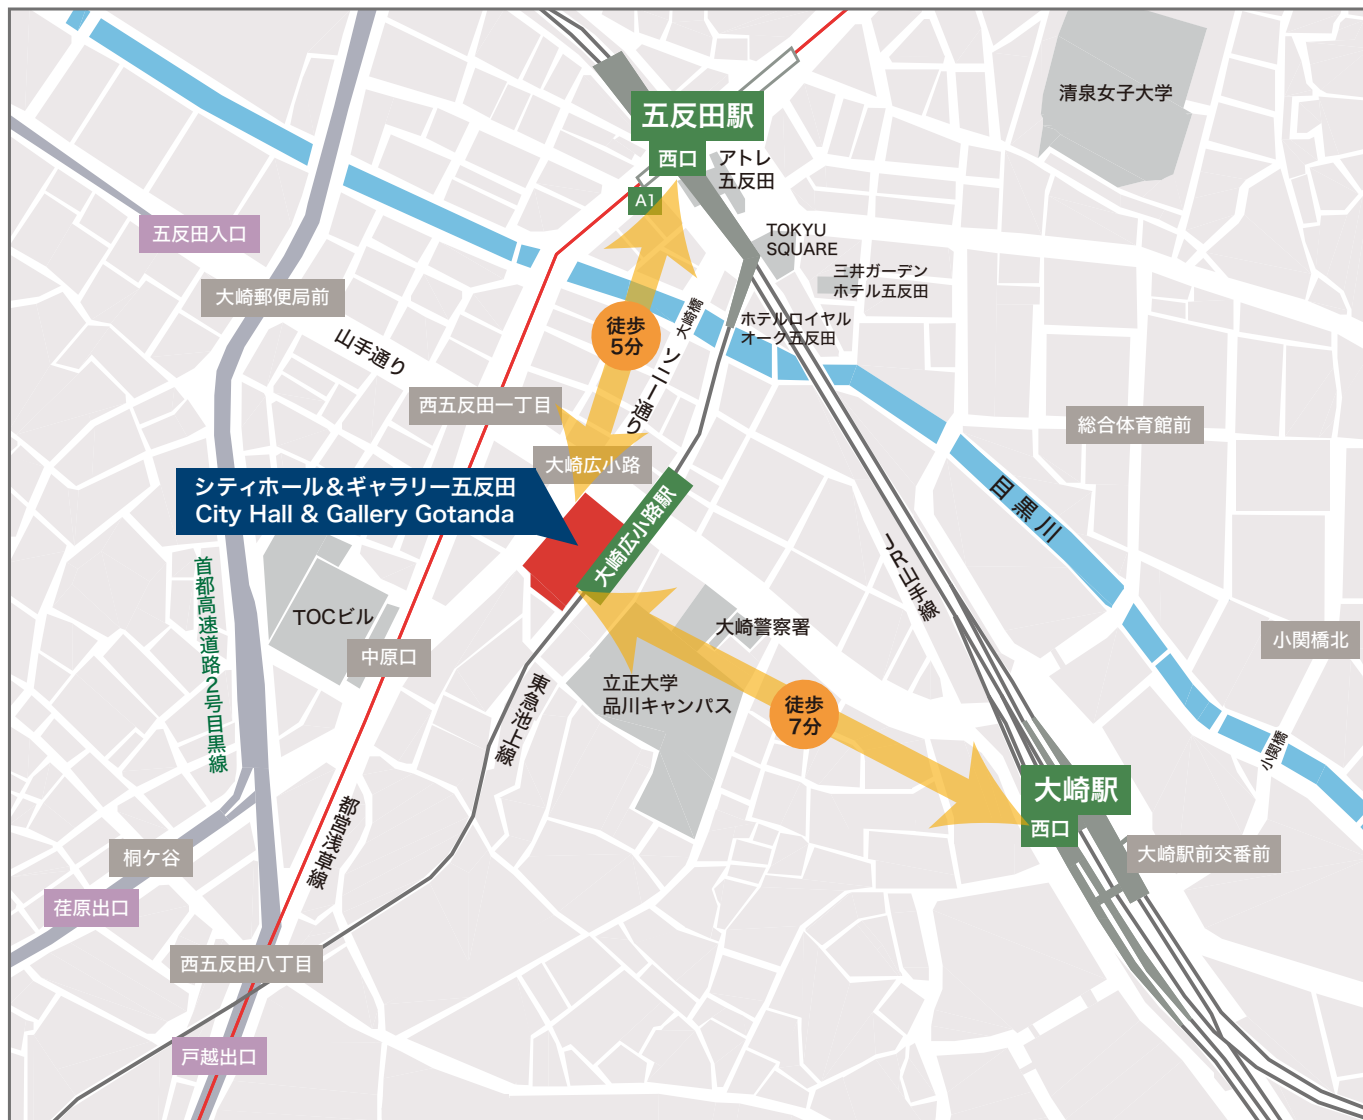 清泉女子大学
五反田駅
西口
アトレ
五反田
A1
五反田入口
TOKYU
SQUARE
三井ガーデン
ホテル五反田
大崎郵便局前
大崎橋
ホテルロイヤル
オーク五反田
徒歩
5分
山手通り
ソニー通り
西五反田一丁目
総合体育館前
大崎広小路
シティホール&ギャラリー五反田
City Hall & Gallery Gotanda
大崎広小路駅
目黒川
JR山手線
首都高速道路2号目黒線
TOCビル
大崎警察署
小関橋北
中原口
立正大学
品川キャンパス
東急池上線
徒歩
7分
小関橋
大崎駅
西口
都営浅草線
桐ケ谷
大崎駅前交番前
荏原出口
西五反田八丁目
戸越出口